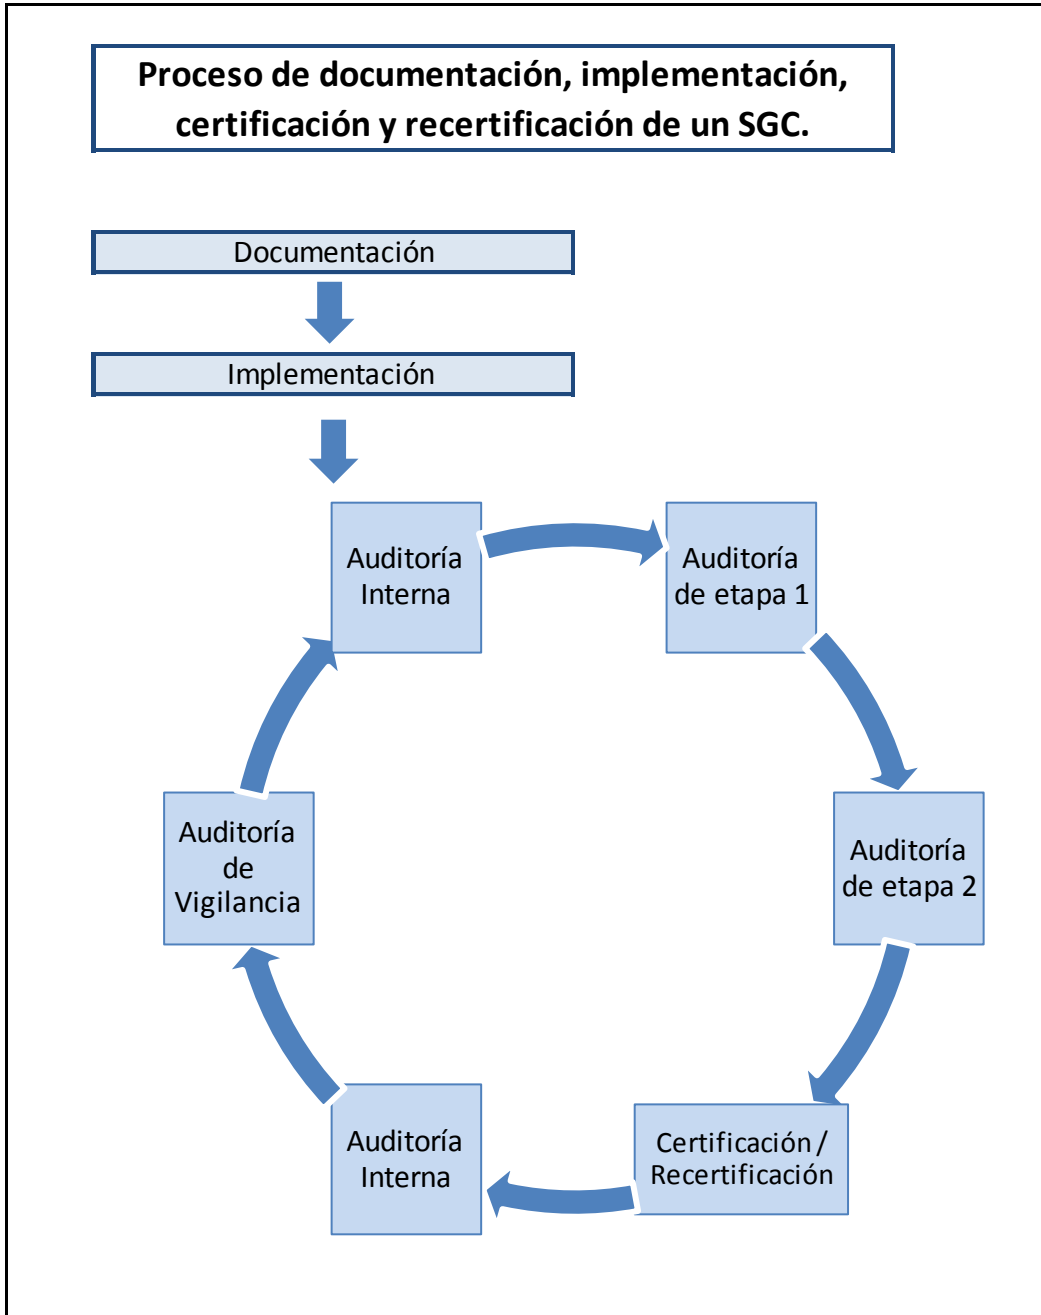 Proceso de documentación, implementación,
certificación y recertificación de un SGC.
Documentación
Implementación
Auditoría
Interna
Auditoría
de etapa 1
Auditoría
de etapa 2
Certificación /
Recertificación
Auditoría
Interna
Auditoría
de
Vigilancia